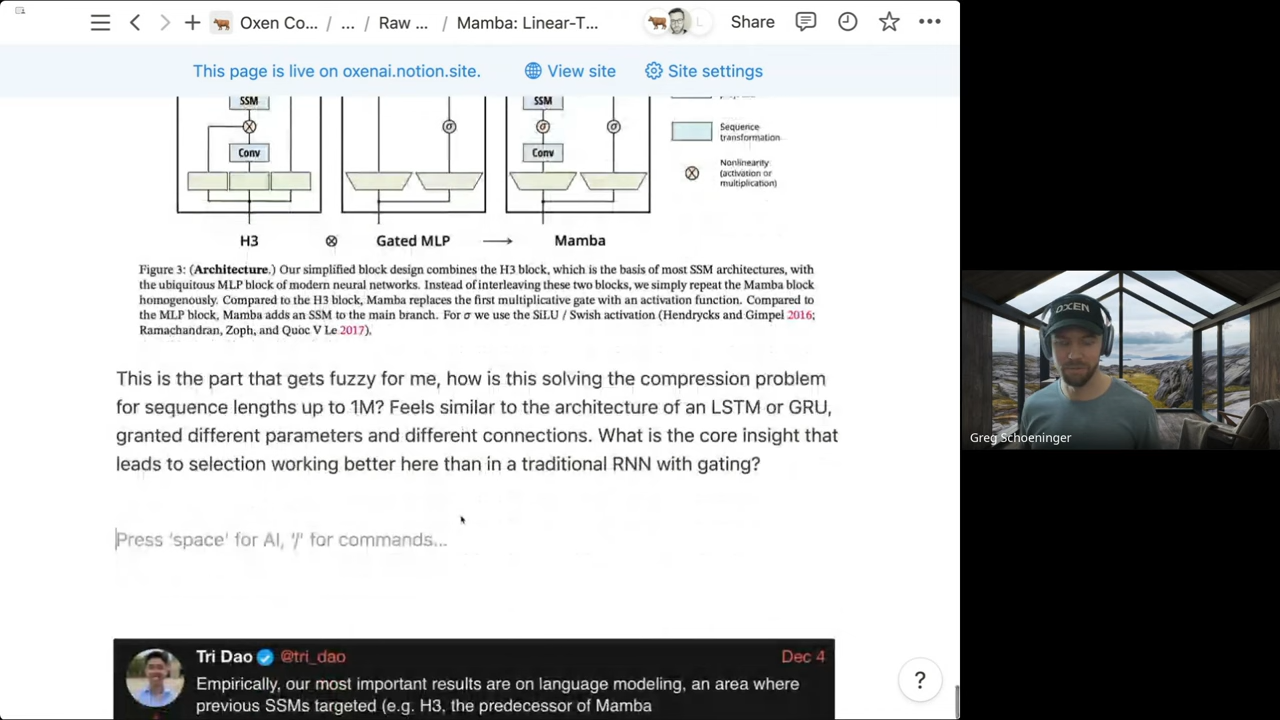 Oxen Co... / ... / Raw ... / Mamba: Linear-T...
L
Share
This page is live on oxenai.notion.site.
View site
Site settings
SSM
SSM
Sequence
transformation
σ
σ
σ
Conv
Conv
Nonlinearity
(activation or
multiplication)
H3 ⊗ Gated MLP → Mamba
Figure 3: (Architecture.) Our simplified block design combines the H3 block, which is the basis of most SSM architectures, with
the ubiquitous MLP block of modern neural networks. Instead of interleaving these two blocks, we simply repeat the Mamba block
homogenously. Compared to the H3 block, Mamba replaces the first multiplicative gate with an activation function. Compared to
the MLP block, Mamba adds an SSM to the main branch. For σ we use the SiLU / Swish activation (Hendrycks and Gimpel 2016;
Ramachandran, Zoph, and Quoc V Le 2017).
This is the part that gets fuzzy for me, how is this solving the compression problem
for sequence lengths up to 1M? Feels similar to the architecture of an LSTM or GRU,
granted different parameters and different connections. What is the core insight that
leads to selection working better here than in a traditional RNN with gating?
Press ‘space’ for AI, ‘/’ for commands...
Tri Dao @tri_dao
Dec 4
Empirically, our most important results are on language modeling, an area where
previous SSMs targeted (e.g. H3, the predecessor of Mamba
?
OXEN
Greg Schoeninger